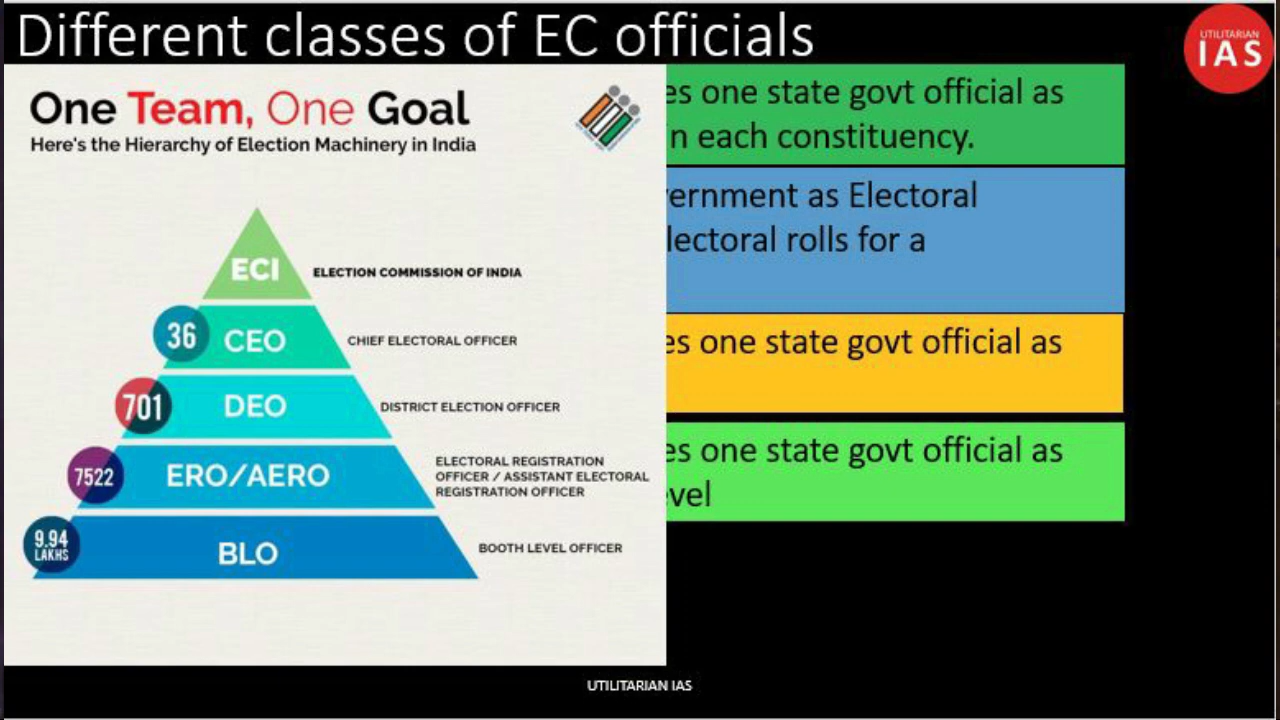 Different classes of EC officials
UTILITARIAN
IAS
One Team, One Goal
Here's the Hierarchy of Election Machinery in India
ECI
ELECTION COMMISSION OF INDIA
36
CEO
CHIEF ELECTORAL OFFICER
701
DEO
DISTRICT ELECTION OFFICER
7522
ERO/AERO
ELECTORAL REGISTRATION
OFFICER / ASSISTANT ELECTORAL
REGISTRATION OFFICER
9.94
LAKHS
BLO
BOOTH LEVEL OFFICER
es one state govt official as
n each constituency.
ernment as Electoral
lectoral rolls for a
es one state govt official as
es one state govt official as
vel
UTILITARIAN IAS